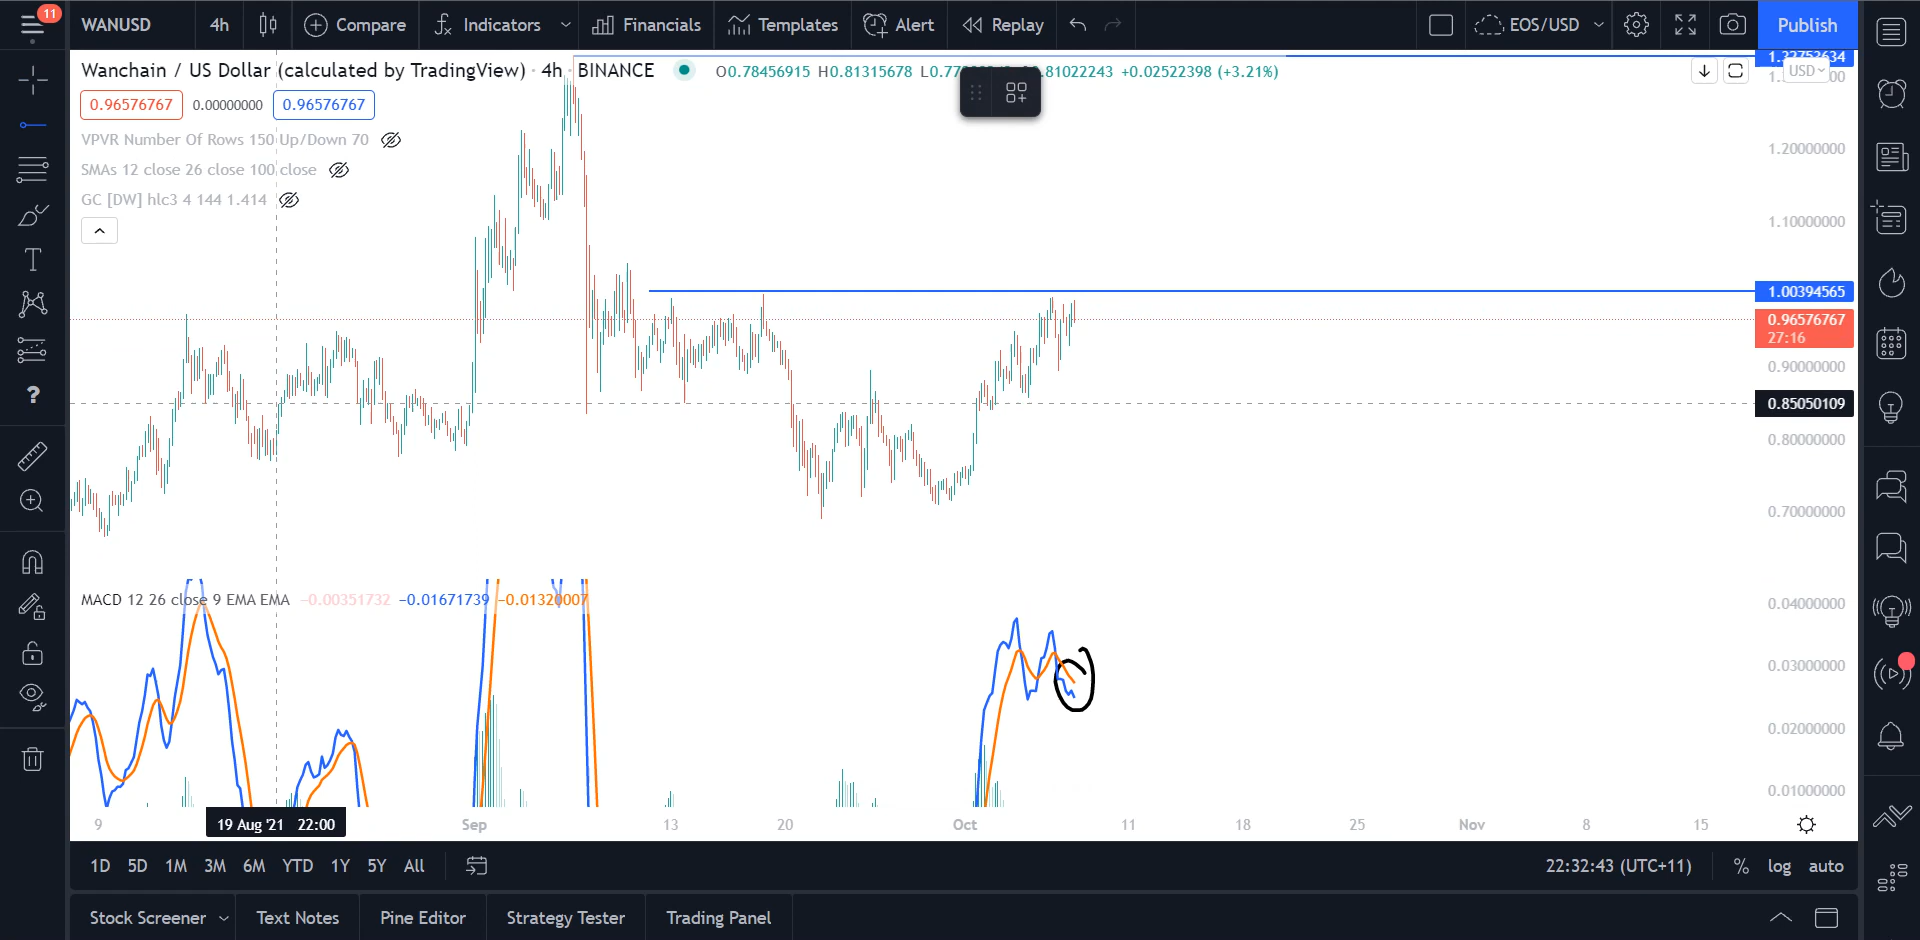 11
WANUSD
4h
Compare
Indicators
Financials
Templates
Alert
Replay
EOS/USD
Publish
Wanchain / US Dollar (calculated by TradingView) · 4h · BINANCE
O0.78456915 H0.81315678
+0.02522398 (+3.21%)
USD
0.96576767
0.00000000
0.96576767
VPVR Number Of Rows 150 Up/Down 70
SMAs 12 close 26 close 100 close
GC [DW] hlc3 4 144 1.414
1.20000000
1.10000000
1.00394565
0.96576767
27:16
0.90000000
0.85050109
0.80000000
0.70000000
MACD 12 26 close 9 EMA EMA −0.00351732 −0.01671739 −0.01320007
0.04000000
0.03000000
0.02000000
0.01000000
9
19 Aug '21 22:00
Sep
13
20
Oct
11
18
25
Nov
8
15
1D 5D 1M 3M 6M YTD 1Y 5Y All
22:32:43 (UTC+11)
%
log
auto
Stock Screener
Text Notes
Pine Editor
Strategy Tester
Trading Panel